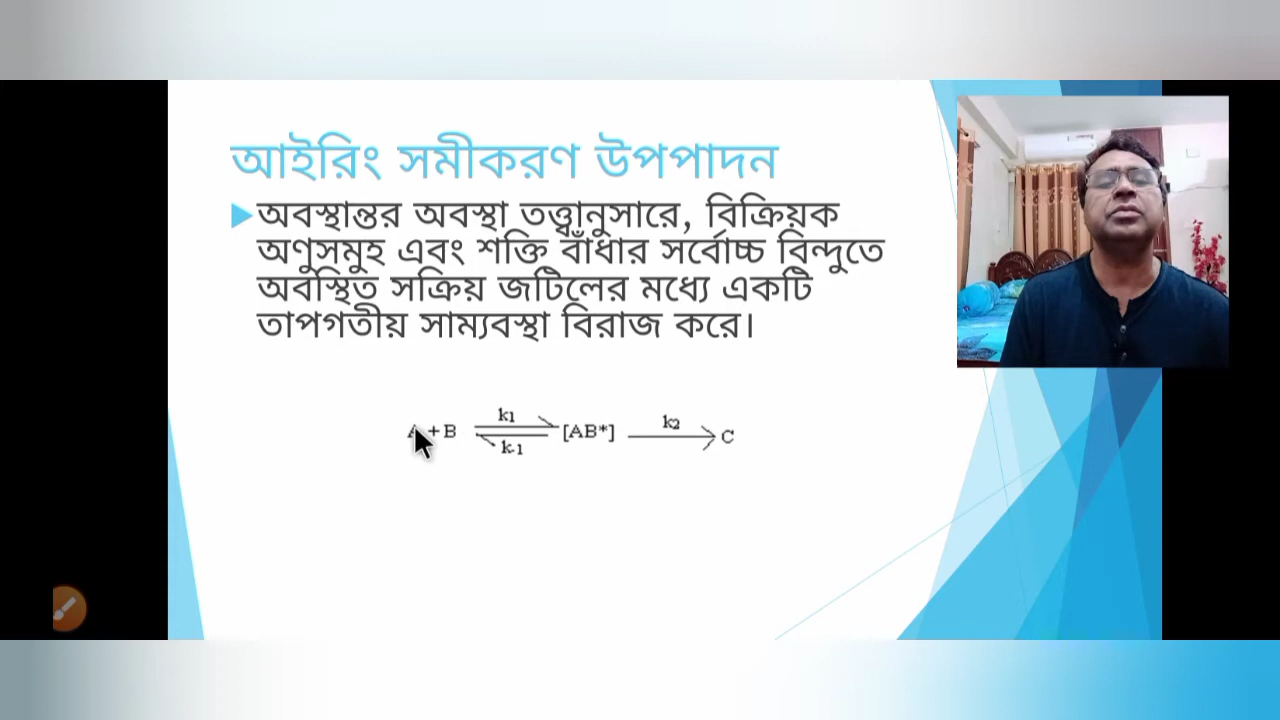 আইরিং সমীকরণ উপপাদন
অবস্থান্তর অবস্থা তত্ত্বানুসারে, বিক্রিয়ক
অণুসমুহ এবং শক্তি বাঁধার সর্বোচ্চ বিন্দুতে
অবস্থিত সক্রিয় জটিলের মধ্যে একটি
তাপগতীয় সাম্যবস্থা বিরাজ করে।
k1 k2
A+B [AB*] C
k-1